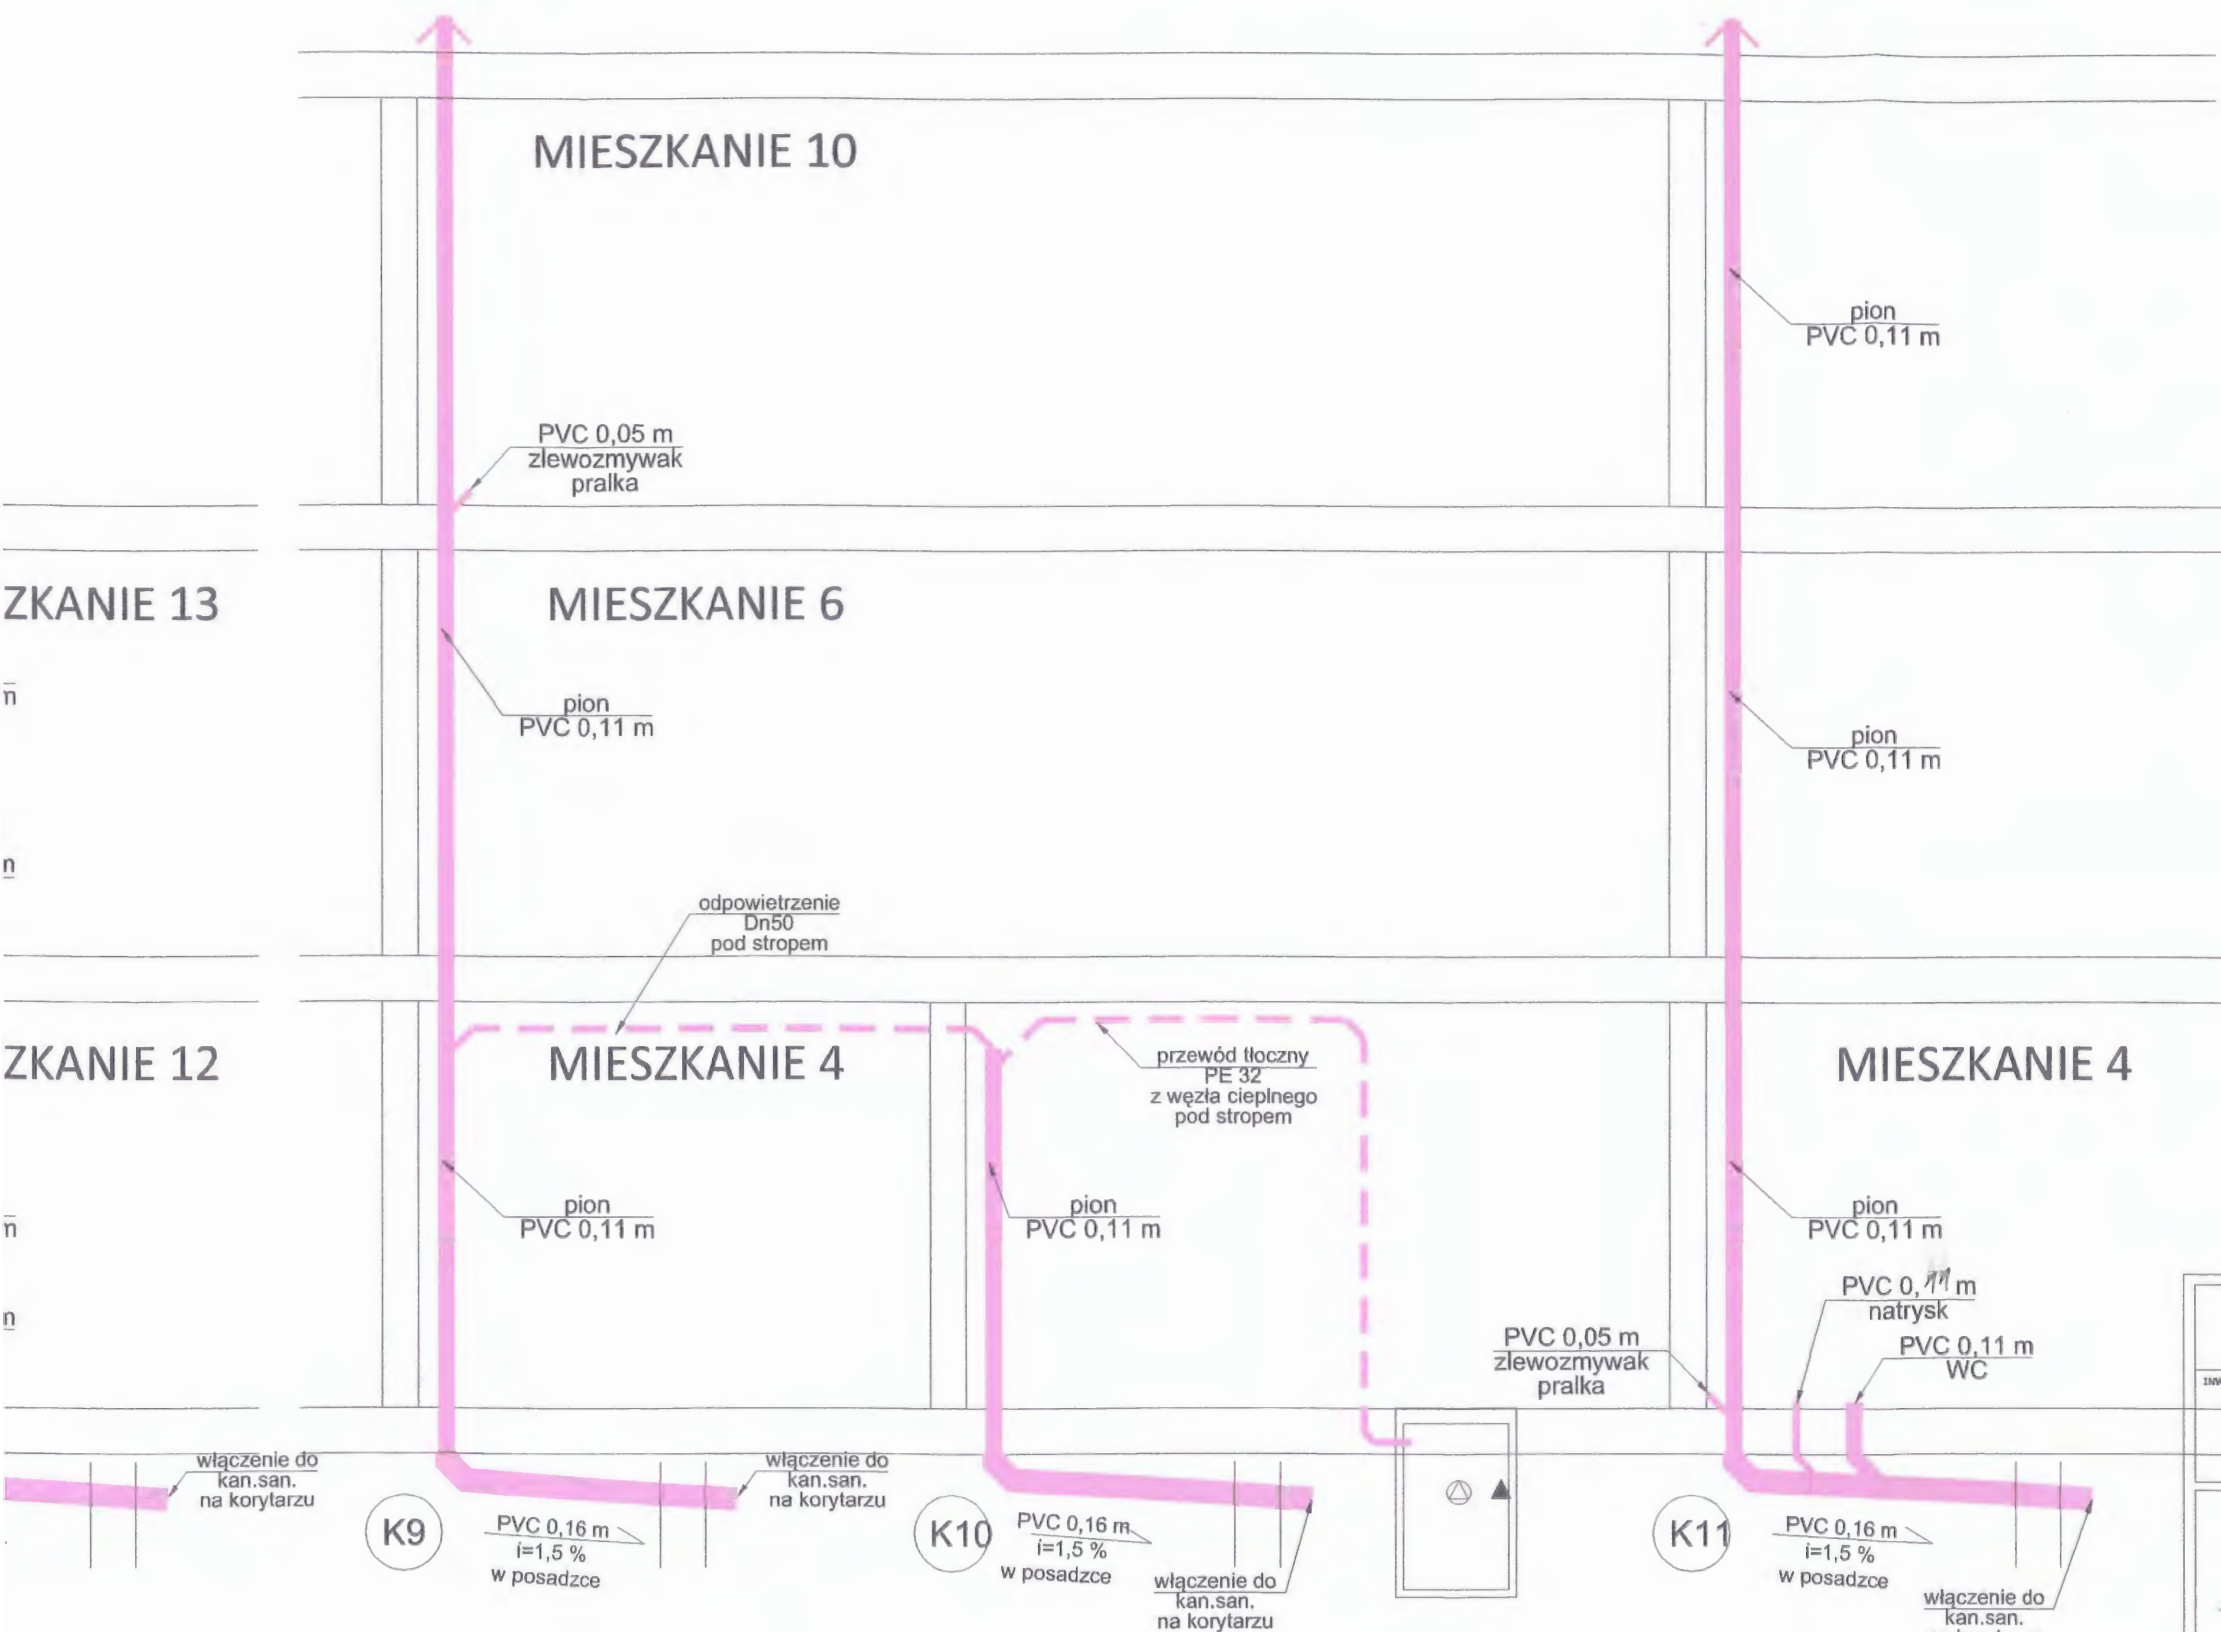 MIESZKANIE 10
pion
PVC 0,11 m
PVC 0,05 m
zlewozmywak
pralka
ZKANIE 13
MIESZKANIE 6
m
pion
PVC 0,11 m
pion
PVC 0,11 m
n
odpowietrzenie
Dn50
pod stropem
ZKANIE 12
MIESZKANIE 4
przewód tłoczny
PE 32
z węzła cieplnego
pod stropem
MIESZKANIE 4
m
pion
PVC 0,11 m
pion
PVC 0,11 m
pion
PVC 0,11 m
n
PVC 0,11 m
natrysk
PVC 0,05 m
zlewozmywak
pralka
PVC 0,11 m
WC
INW
włączenie do
kan.san.
na korytarzu
K9
PVC 0,16 m
i=1,5 %
w posadzce
włączenie do
kan.san.
na korytarzu
K10
PVC 0,16 m
i=1,5 %
w posadzce
włączenie do
kan.san.
na korytarzu
K11
PVC 0,16 m
i=1,5 %
w posadzce
włączenie do
kan.san.